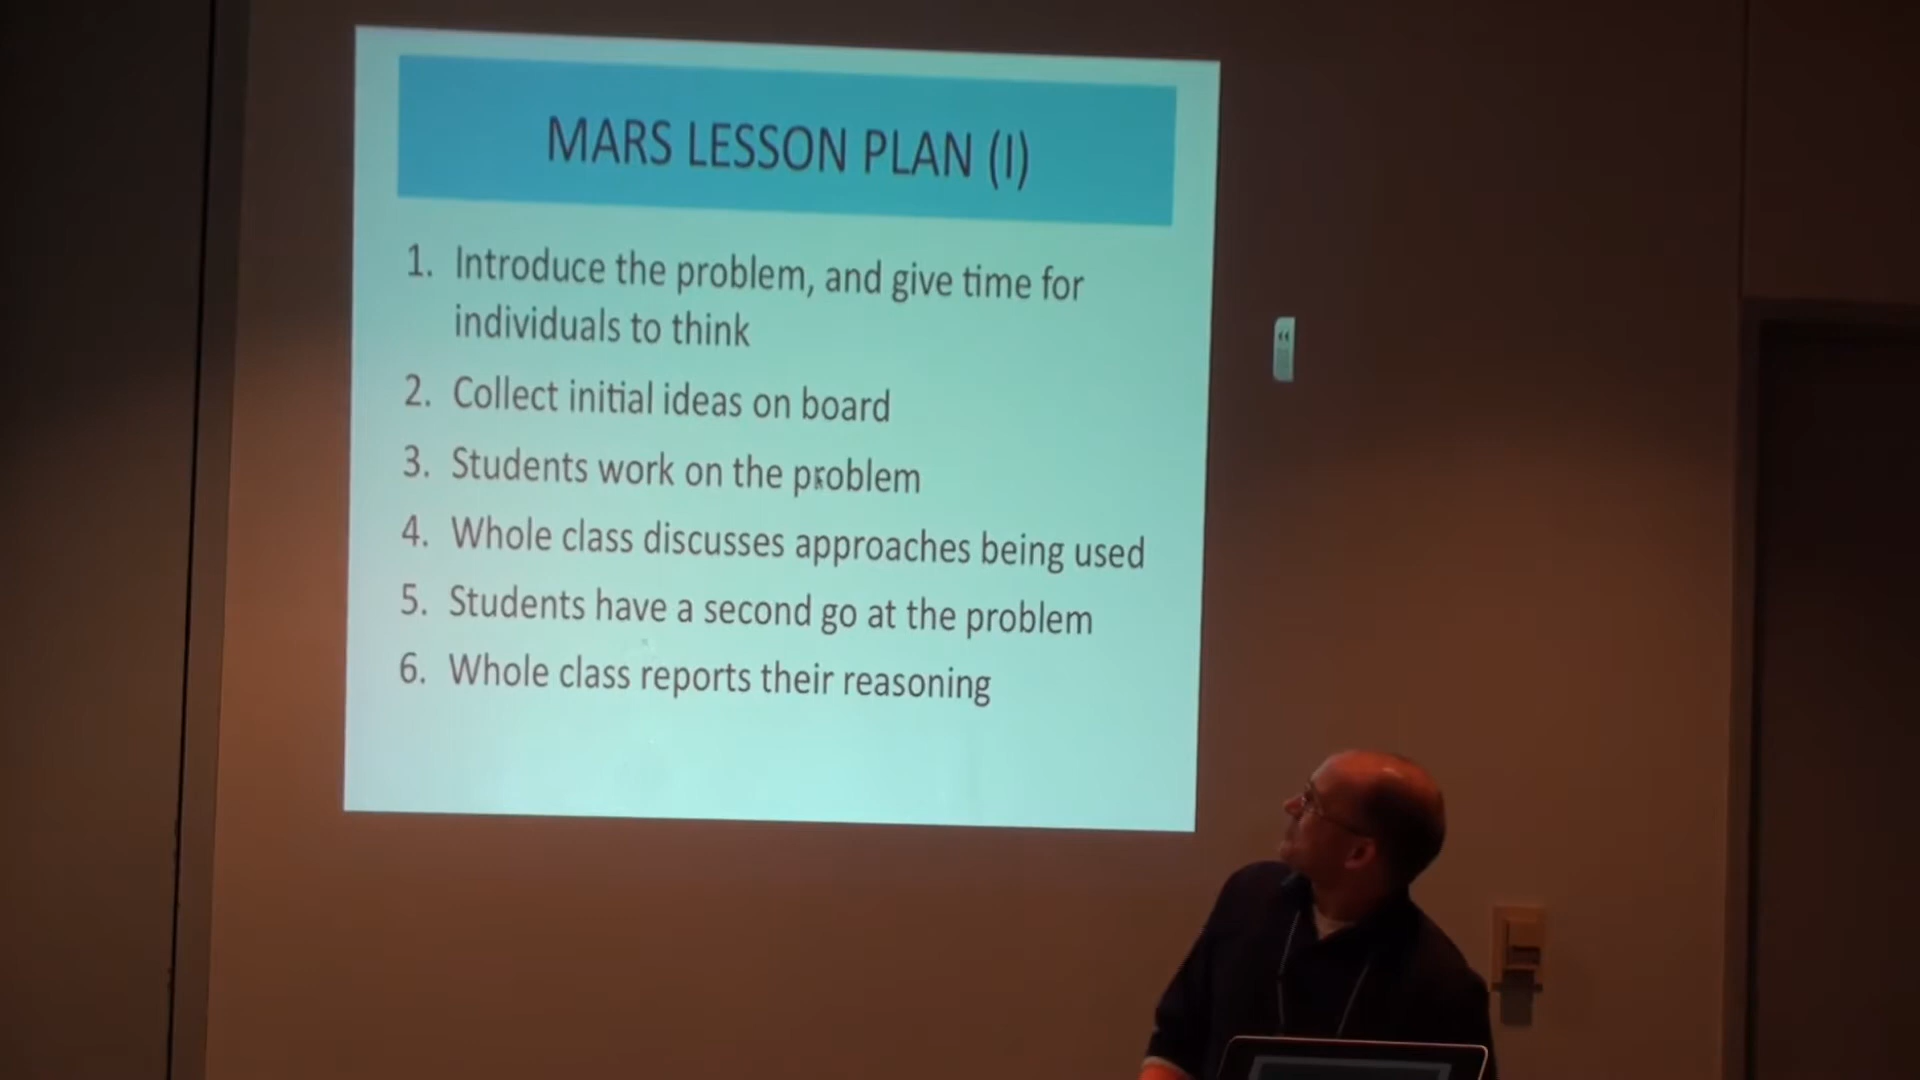 MARS LESSON PLAN (I)
1. Introduce the problem, and give time for
individuals to think
2. Collect initial ideas on board
3. Students work on the problem
4. Whole class discusses approaches being used
5. Students have a second go at the problem
6. Whole class reports their reasoning